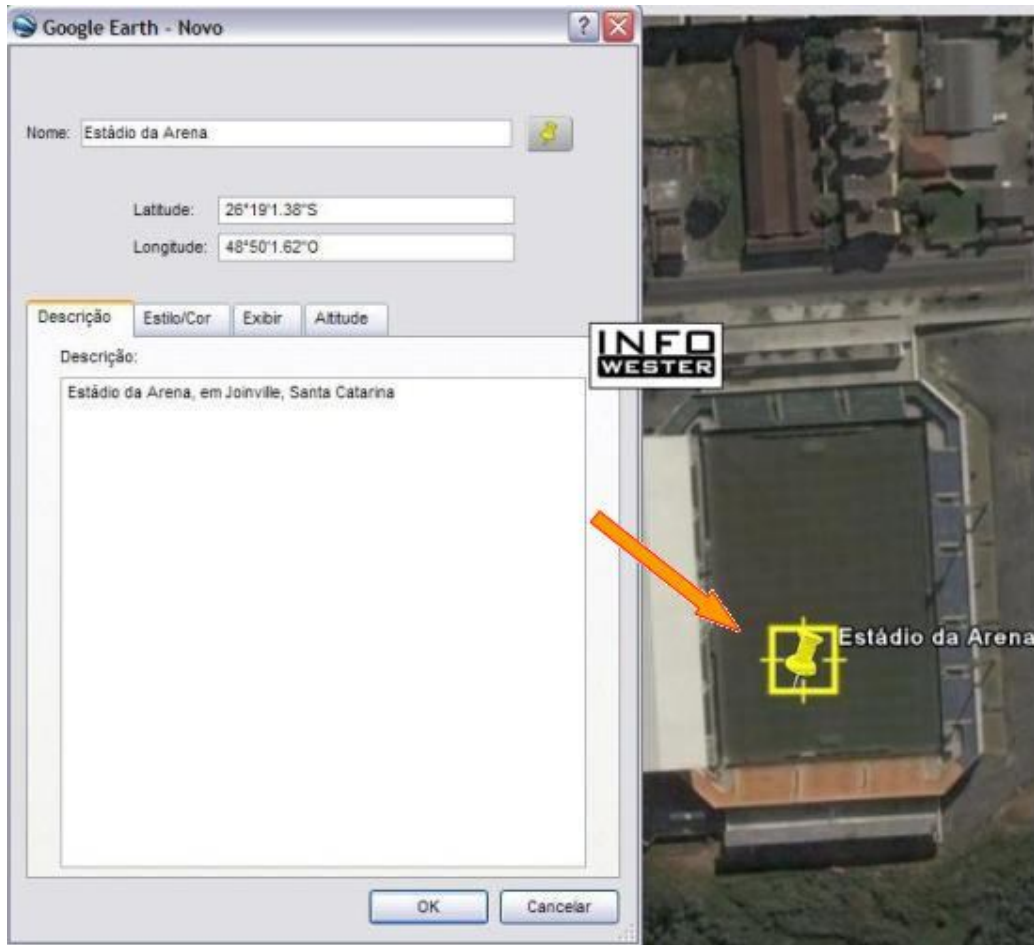 Google Earth - Novo
Nome: Estádio da Arena
Latitude: 26°19'1.38"S
Longitude: 48°50'1.62"O
Descrição Estilo/Cor Exibir Altitude
Descrição:
Estádio da Arena, em Joinville, Santa Catarina
OK Cancelar
INFO
WESTER
Estádio da Arena